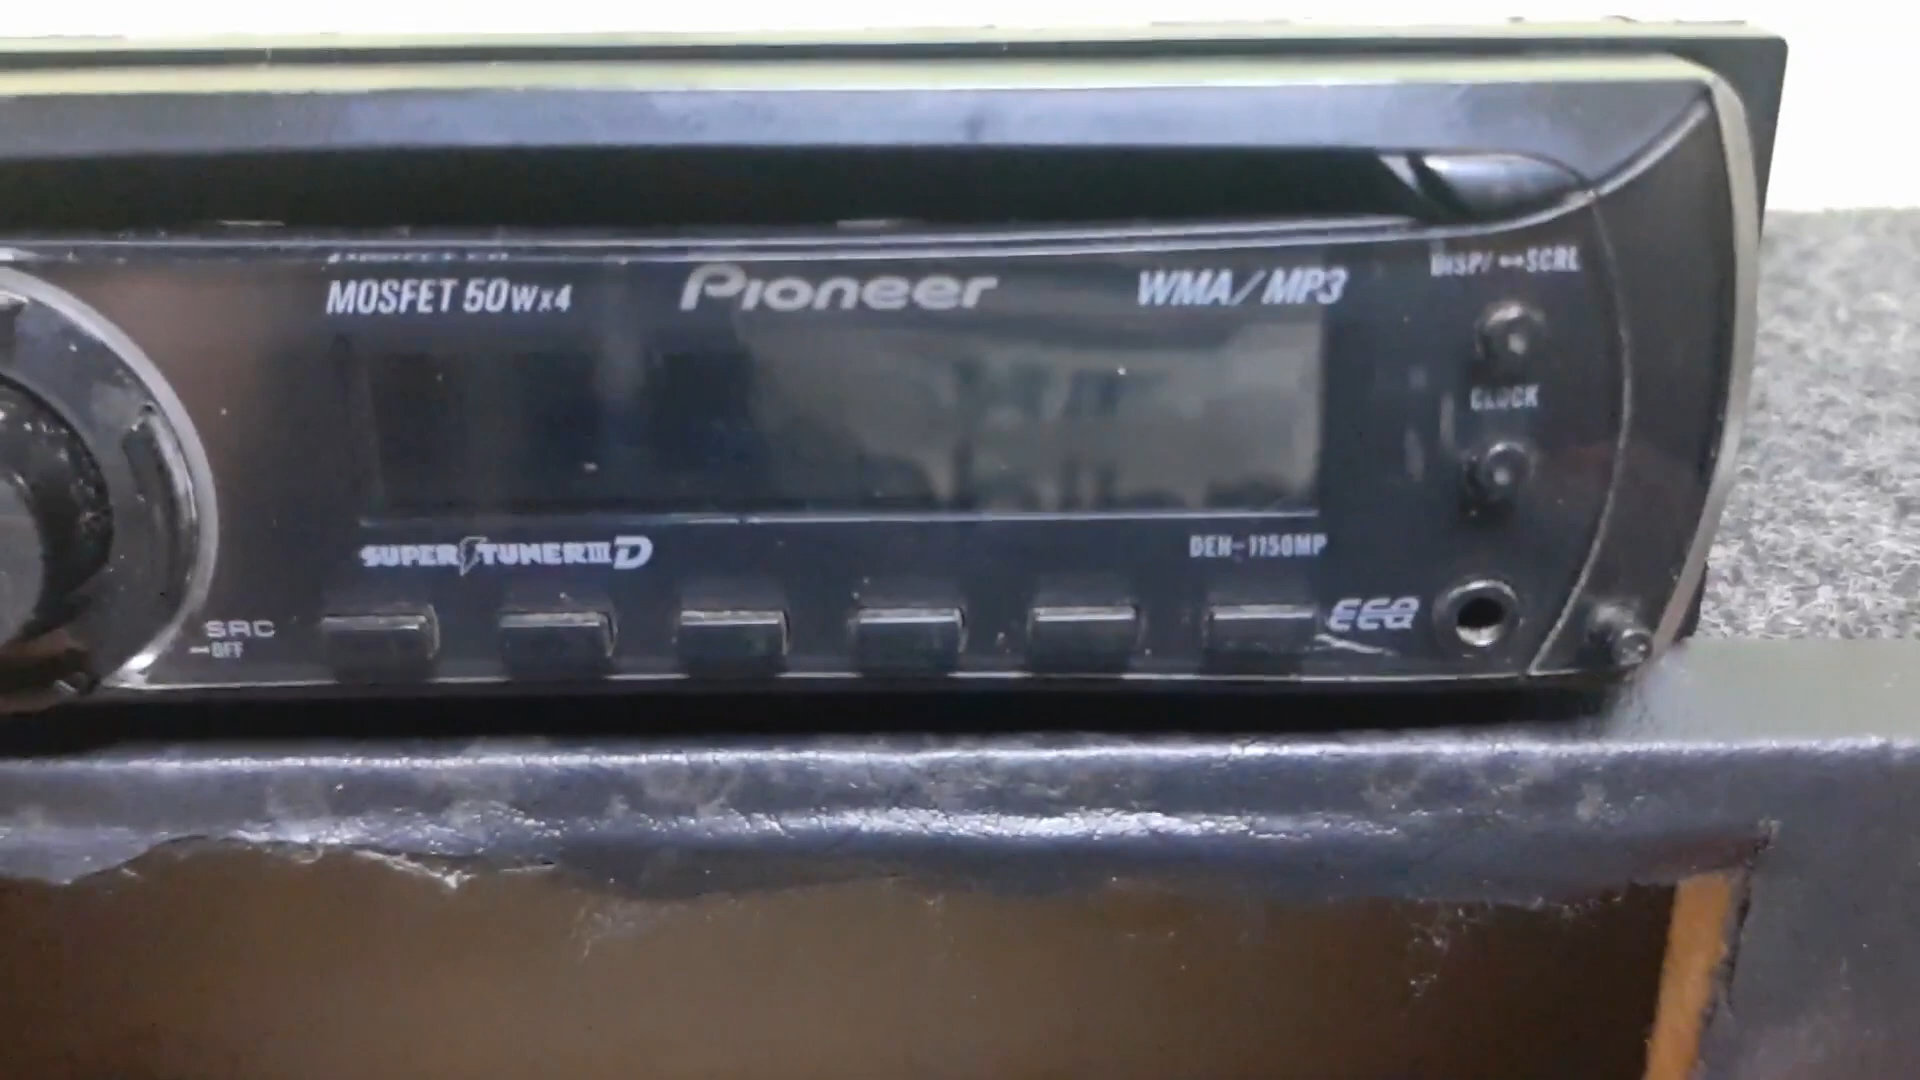 MOSFET 50Wx4
Pioneer
WMA/MP3
DISP/ SCRL
CLOCK
SUPER TUNER III D
DEH-1150MP
EEQ
SRC
OFF